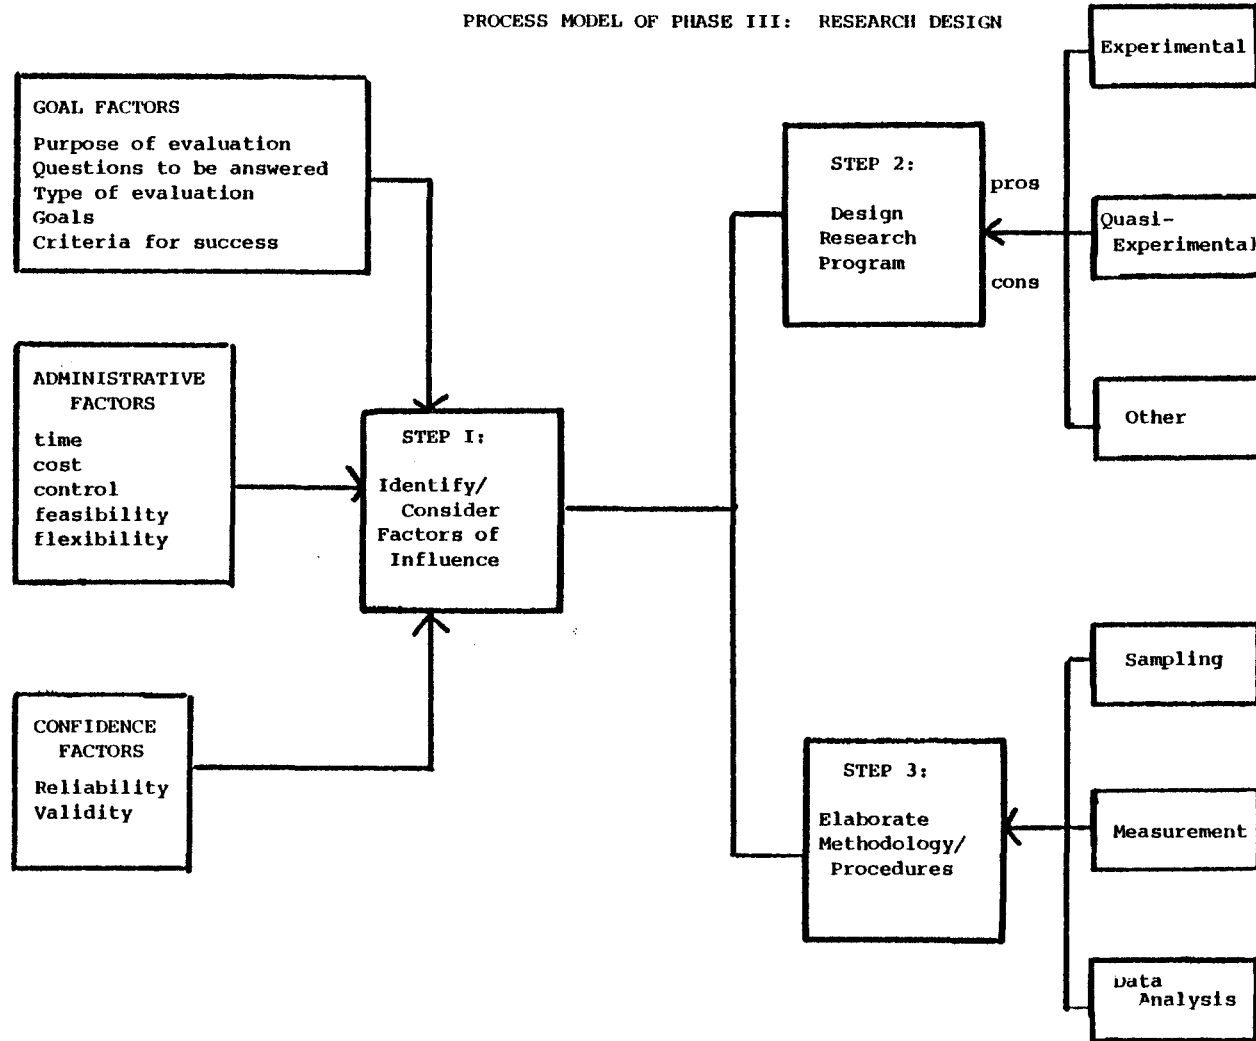 PROCESS MODEL OF PHASE III: RESEARCH DESIGN
GOAL FACTORS
Purpose of evaluation
Questions to be answered
Type of evaluation
Goals
Criteria for success
ADMINISTRATIVE
FACTORS
time
cost
control
feasibility
flexibility
CONFIDENCE
FACTORS
Reliability
Validity
STEP I:
Identify/
Consider
Factors of
Influence
STEP 2:
Design
Research
Program
pros
cons
Experimental
Quasi-
Experimental
Other
STEP 3:
Elaborate
Methodology/
Procedures
Sampling
Measurement
Data
Analysis